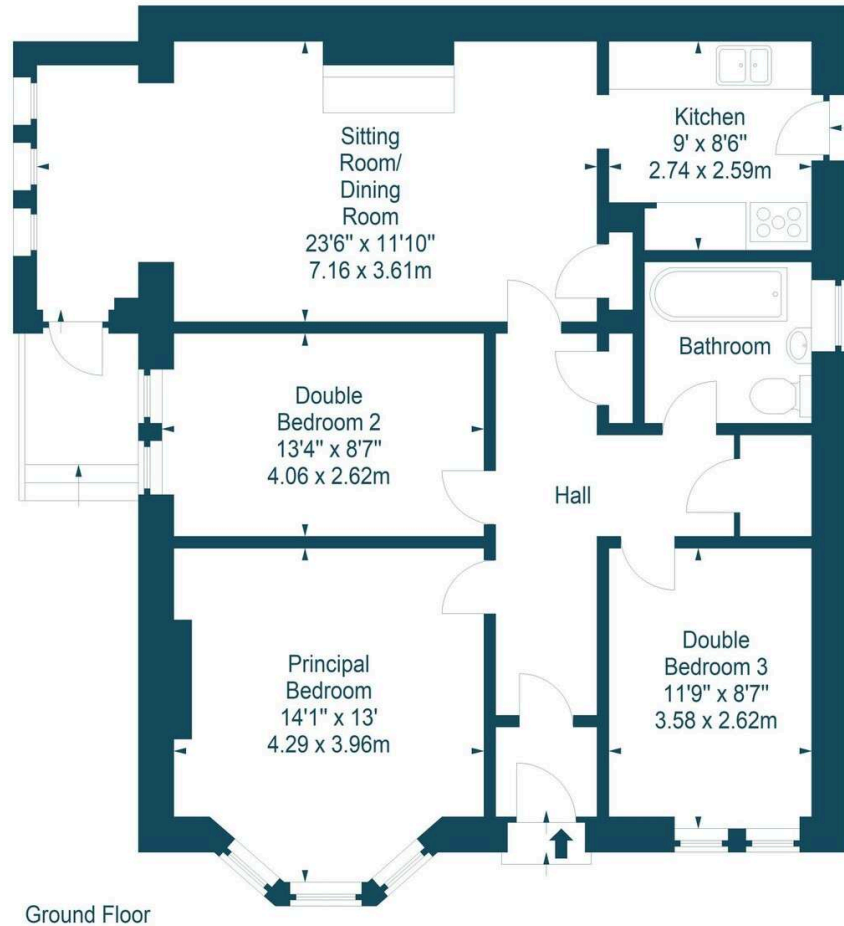 Sitting
Room/
Dining
Room
23'6" x 11'10"
7.16 x 3.61m
Kitchen
9' x 8'6"
2.74 x 2.59m
Bathroom
Double
Bedroom 2
13'4" x 8'7"
4.06 x 2.62m
Hall
Principal
Bedroom
14'1" x 13'
4.29 x 3.96m
Double
Bedroom 3
11'9" x 8'7"
3.58 x 2.62m
Ground Floor